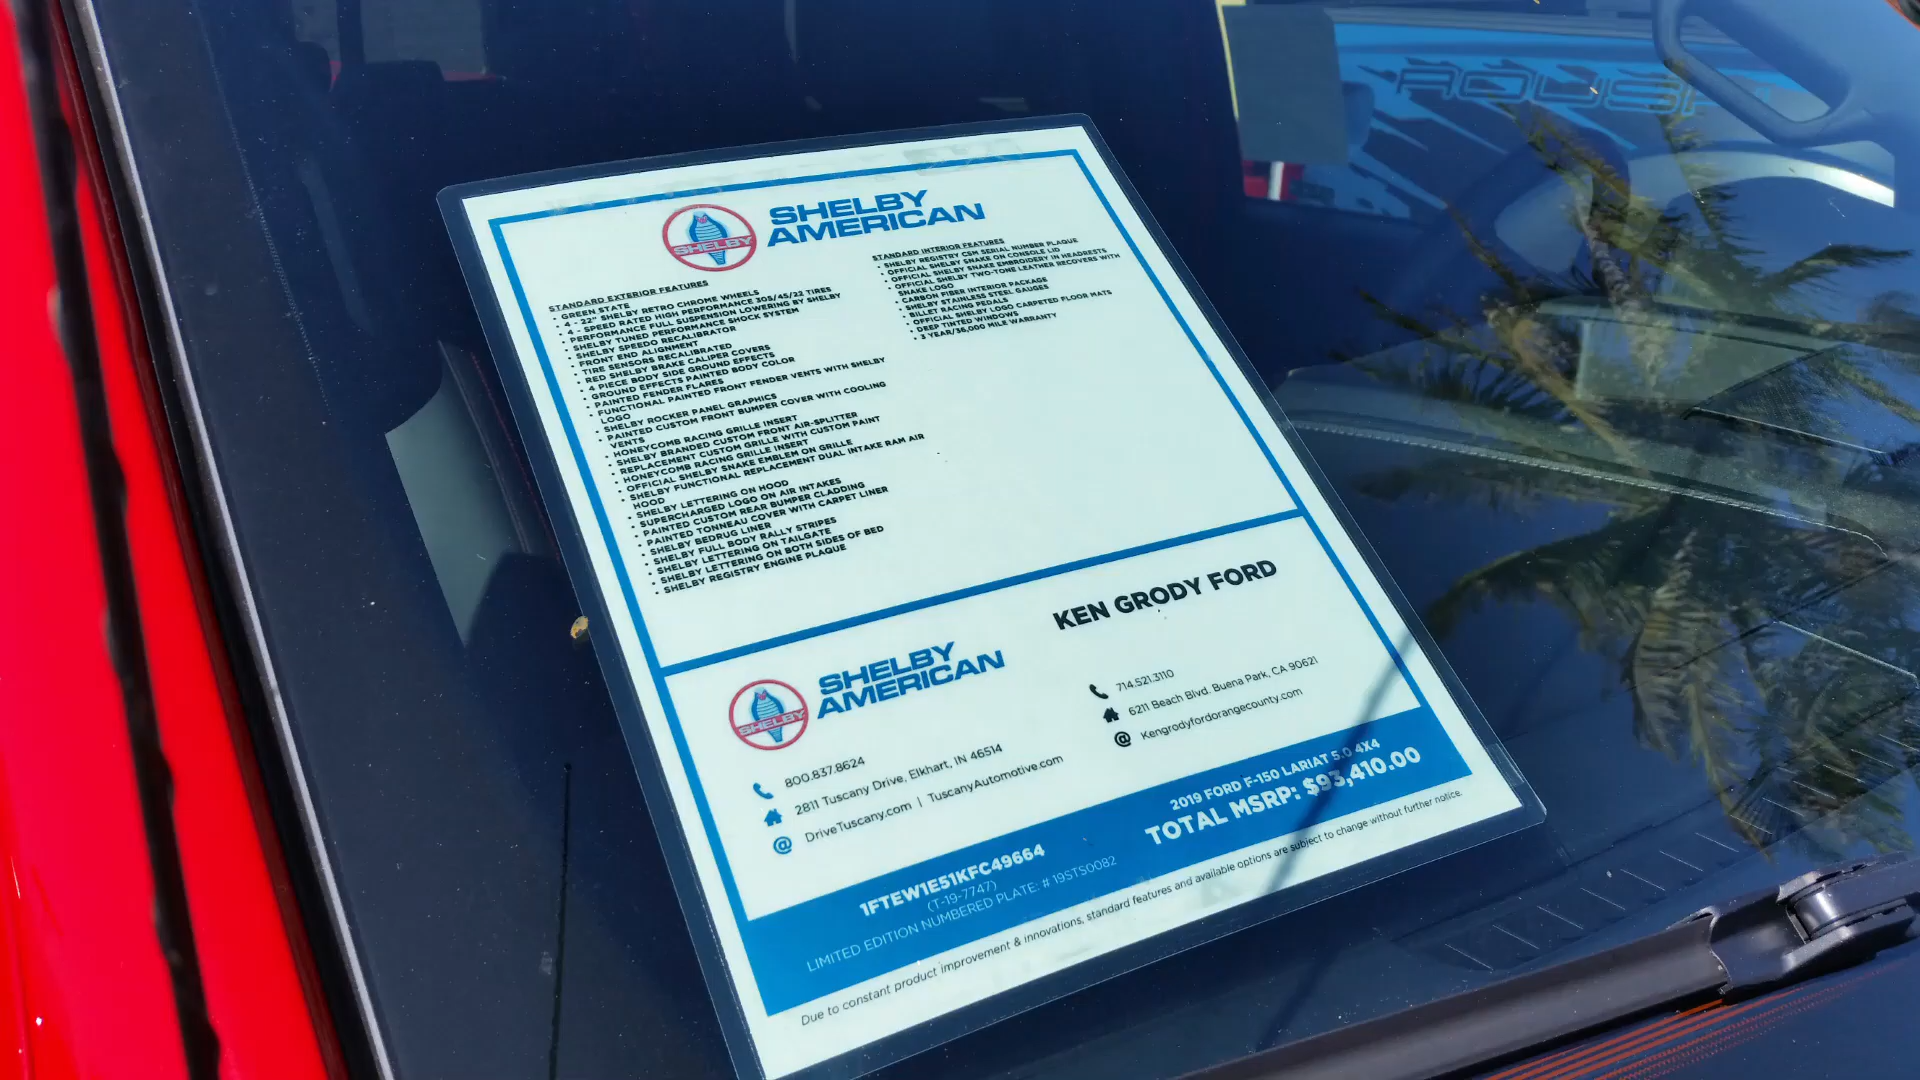 ROUSH
SHELBY
SHELBY
AMERICAN
STANDARD EXTERIOR FEATURES
• GREEN STATE
• 4 - 22" SHELBY RETRO CHROME WHEELS
• 4 - SPEED RATED HIGH PERFORMANCE 305/45/22 TIRES
• PERFORMANCE FULL SUSPENSION LOWERING BY SHELBY
• SHELBY TUNED PERFORMANCE SHOCK SYSTEM
• SHELBY SPEEDO RECALIBRATOR
• FRONT END ALIGNMENT
• TIRE SENSORS RECALIBRATED
• RED SHELBY BRAKE CALIPER COVERS
• 4 PIECE BODY SIDE GROUND EFFECTS
• GROUND EFFECTS PAINTED BODY COLOR
• PAINTED FENDER FLARES
• FUNCTIONAL PAINTED FRONT FENDER VENTS WITH SHELBY
LOGO
• SHELBY ROCKER PANEL GRAPHICS
• PAINTED CUSTOM FRONT BUMPER COVER WITH COOLING
VENTS
• HONEYCOMB RACING GRILLE INSERT
• SHELBY BRANDED CUSTOM FRONT AIR-SPLITTER
• REPLACEMENT CUSTOM GRILLE WITH CUSTOM PAINT
• HONEYCOMB RACING GRILLE INSERT
• OFFICIAL SHELBY SNAKE EMBLEM ON GRILLE
• SHELBY FUNCTIONAL REPLACEMENT DUAL INTAKE RAM AIR
HOOD
• SHELBY LETTERING ON HOOD
• SUPERCHARGED LOGO ON AIR INTAKES
• PAINTED CUSTOM REAR BUMPER CLADDING
• PAINTED TONNEAU COVER WITH CARPET LINER
• SHELBY BEDRUG LINER
• SHELBY FULL BODY RALLY STRIPES
• SHELBY LETTERING ON TAILGATE
• SHELBY LETTERING ON BOTH SIDES OF BED
• SHELBY REGISTRY ENGINE PLAQUE
STANDARD INTERIOR FEATURES
• SHELBY REGISTRY CSM SERIAL NUMBER PLAQUE
• OFFICIAL SHELBY SNAKE ON CONSOLE LID
• OFFICIAL SHELBY SNAKE EMBROIDERY IN HEADRESTS
• OFFICIAL SHELBY TWO-TONE LEATHER RECOVERS WITH
SNAKE LOGO
• CARBON FIBER INTERIOR PACKAGE
• SHELBY STAINLESS STEEL GAUGES
• BILLET RACING PEDALS
• OFFICIAL SHELBY LOGO CARPETED FLOOR MATS
• DEEP TINTED WINDOWS
• 3 YEAR/36,000 MILE WARRANTY
SHELBY
SHELBY
AMERICAN
800.837.8624
2811 Tuscany Drive, Elkhart, IN 46514
@ DriveTuscany.com | TuscanyAutomotive.com
KEN GRODY FORD
714.521.3110
6211 Beach Blvd. Buena Park, CA 90621
@ Kengrodyfordorangecounty.com
1FTEW1E51KFC49664
(T-19-7747)
LIMITED EDITION NUMBERED PLATE: # 19STS0082
2019 FORD F-150 LARIAT 5.0 4X4
TOTAL MSRP: $93,410.00
Due to constant product improvement & innovations, standard features and available options are subject to change without further notice.